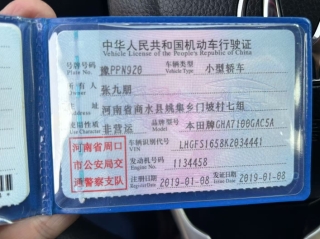 中华人民共和国机动车行驶证
Vehicle License of the People's Republic of China
号牌号码 豫PPN920 车辆类型 小型轿车
Plate No. Vehicle Type
所有人 张九朋
住址 河南省商水县姚集乡门坡村七组
使用性质 非营运 品牌型号 本田牌GHA7100GAC5A
Use Character Model
河南省周口市公安局交通警察支队
车辆识别代号 LHGFS1658K2034441
VIN
发动机号码 1134458
Engine No.
注册日期 2019-01-08 发证日期 2019-01-08
Register Date Issue Date